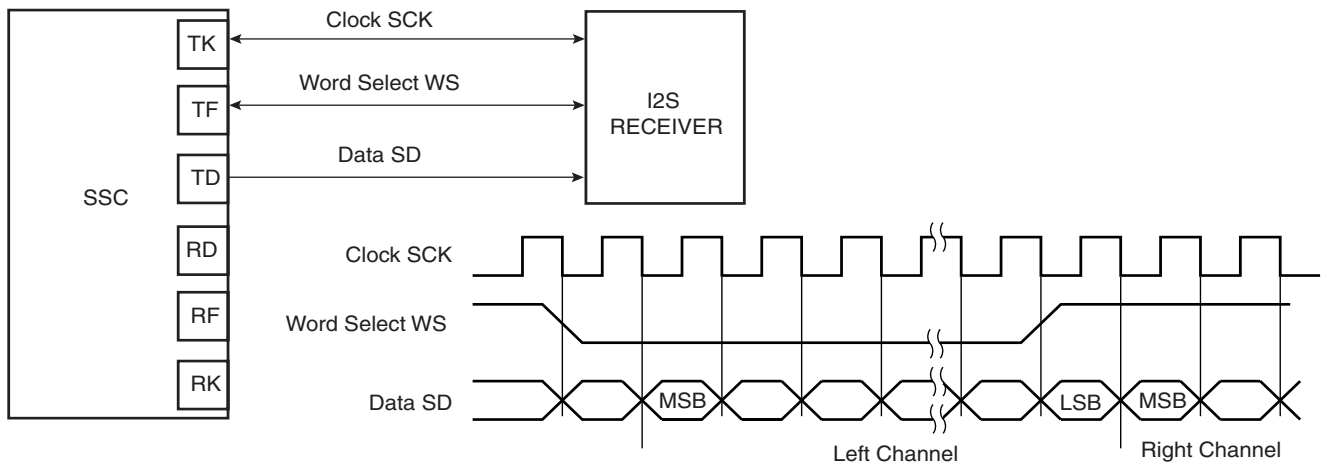 Clock SCK
TK
Word Select WS
TF
I2S
RECEIVER
Data SD
TD
SSC
RD
RF
RK
Clock SCK
Word Select WS
Data SD
MSB
LSB
MSB
Left Channel
Right Channel